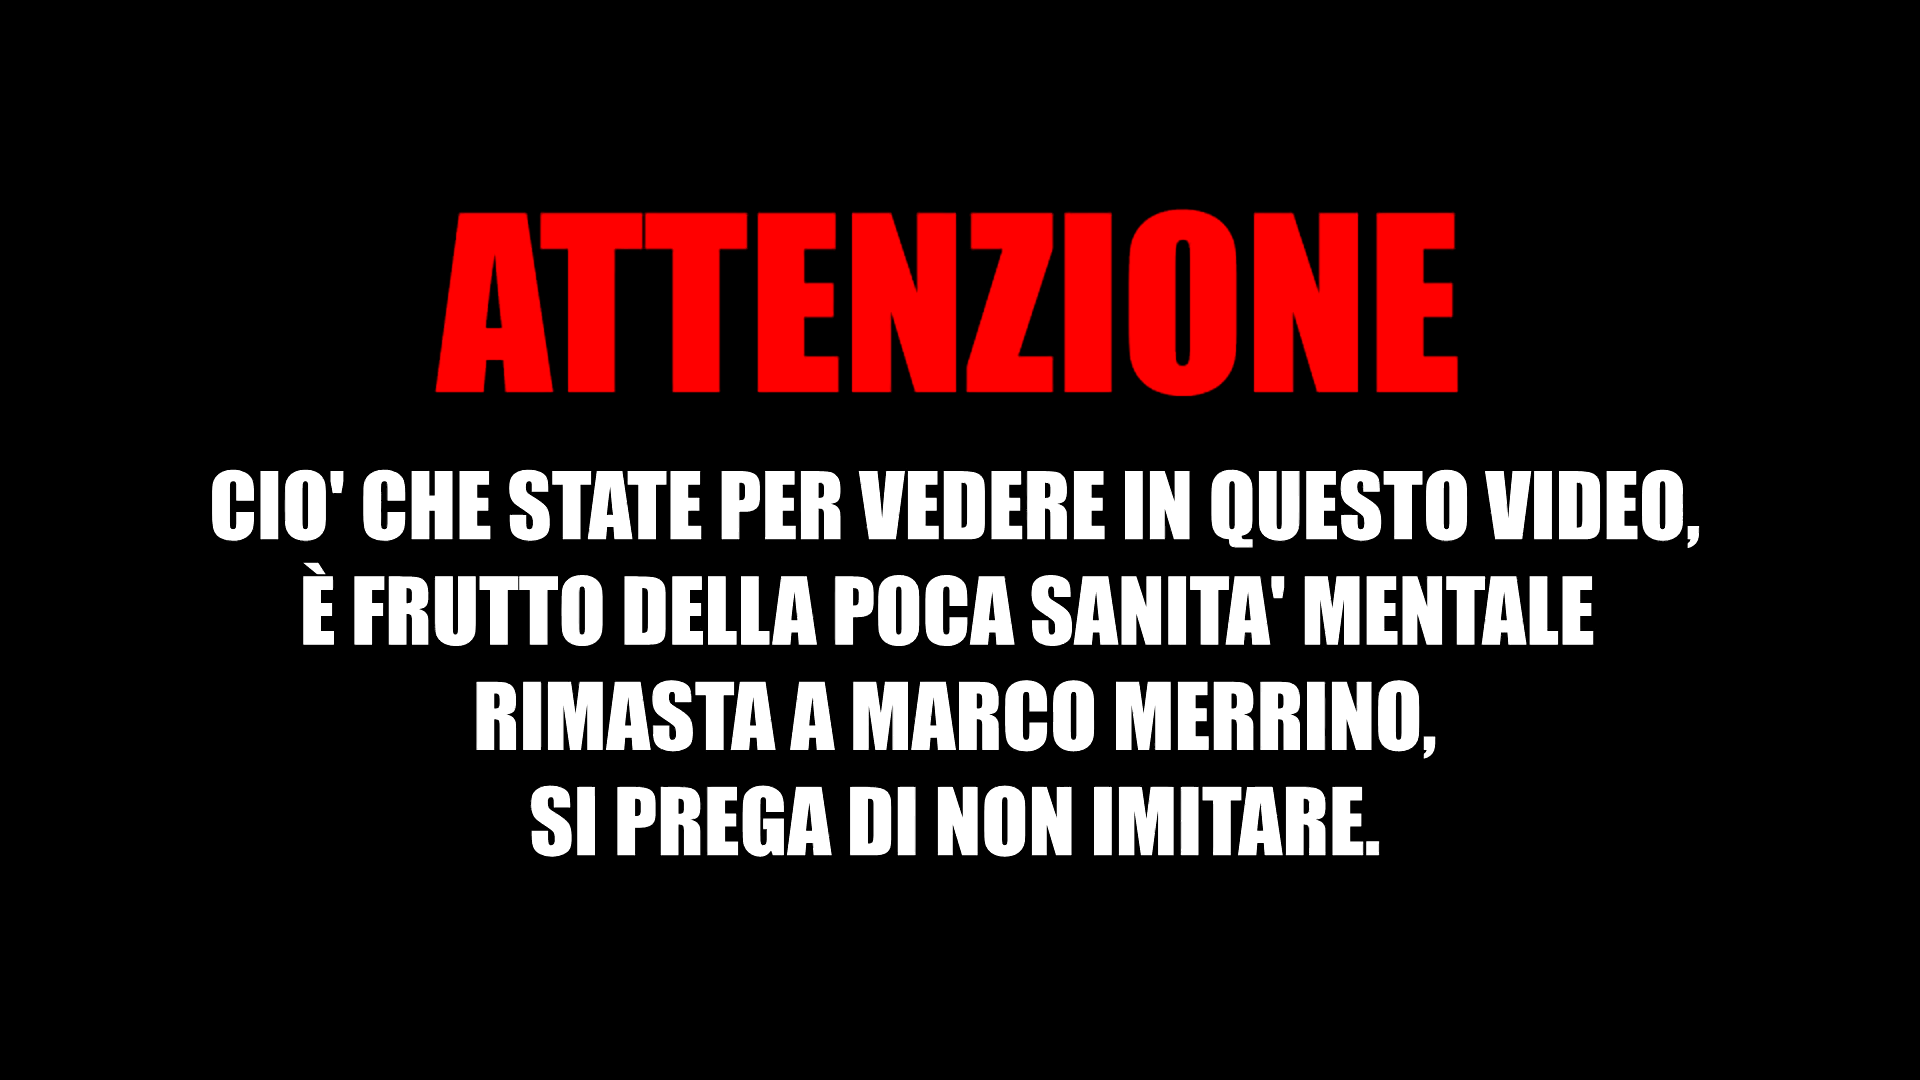 ATTENZIONE
CIO' CHE STATE PER VEDERE IN QUESTO VIDEO,
È FRUTTO DELLA POCA SANITA' MENTALE
RIMASTA A MARCO MERRINO,
SI PREGA DI NON IMITARE.